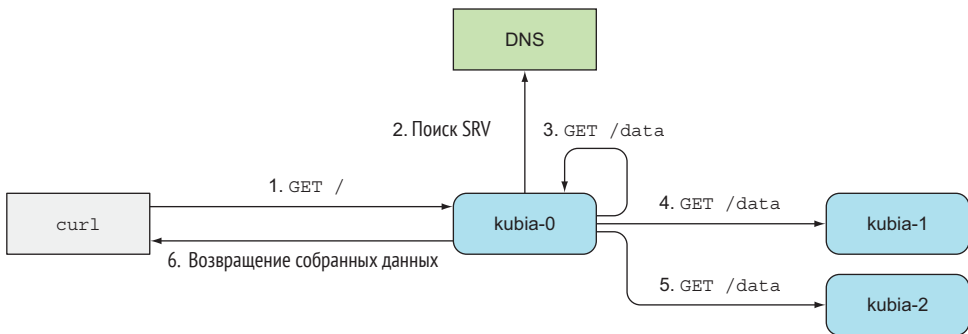 DNS
2. Поиск SRV
3. GET /data
1. GET /
4. GET /data
curl
kubia-0
kubia-1
6. Возвращение собранных данных
5. GET /data
kubia-2